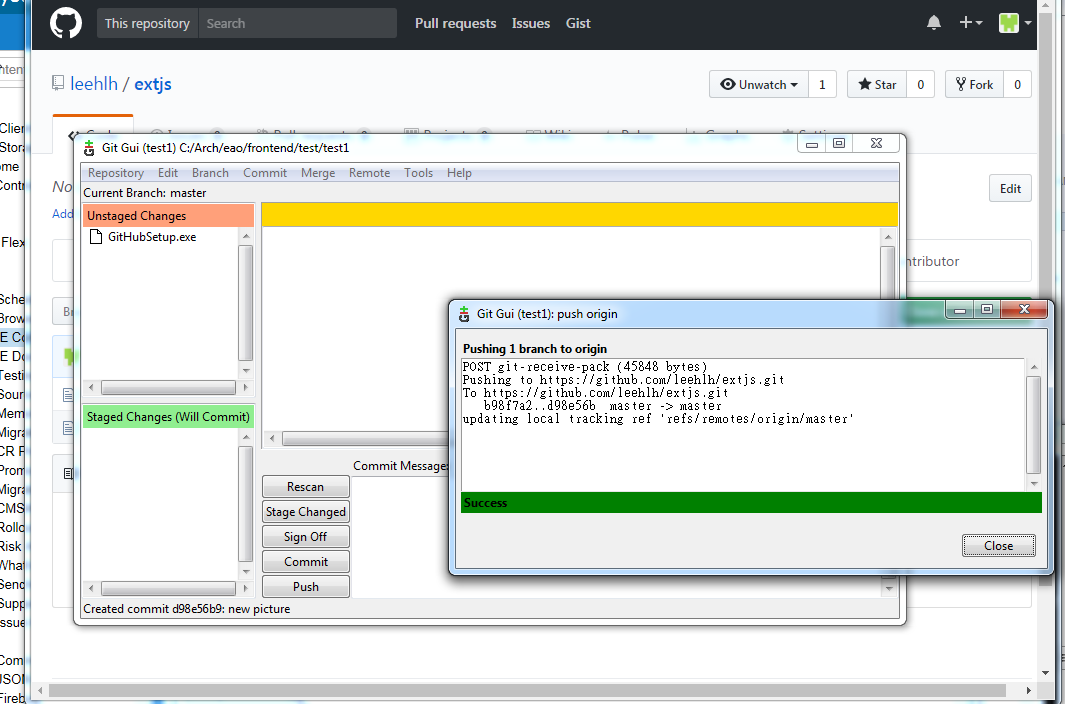 This repository Search Pull requests Issues Gist
leehlh / extjs
Unwatch 1 Star 0 Fork 0
Git Gui (test1) C:/Arch/eao/frontend/test/test1
Repository Edit Branch Commit Merge Remote Tools Help
Current Branch: master
Edit
Add
Unstaged Changes
GitHubSetup.exe
Flex
ntributor
Git Gui (test1): push origin
Pushing 1 branch to origin
POST git-receive-pack (45848 bytes)
Pushing to https://github.com/leehlh/extjs.git
To https://github.com/leehlh/extjs.git
b98f7a2..d98e56b master -> master
updating local tracking ref 'refs/remotes/origin/master'
Success
Close
Staged Changes (Will Commit)
Commit Message:
Rescan
Stage Changed
Sign Off
Commit
Push
Created commit d98e56b9: new picture